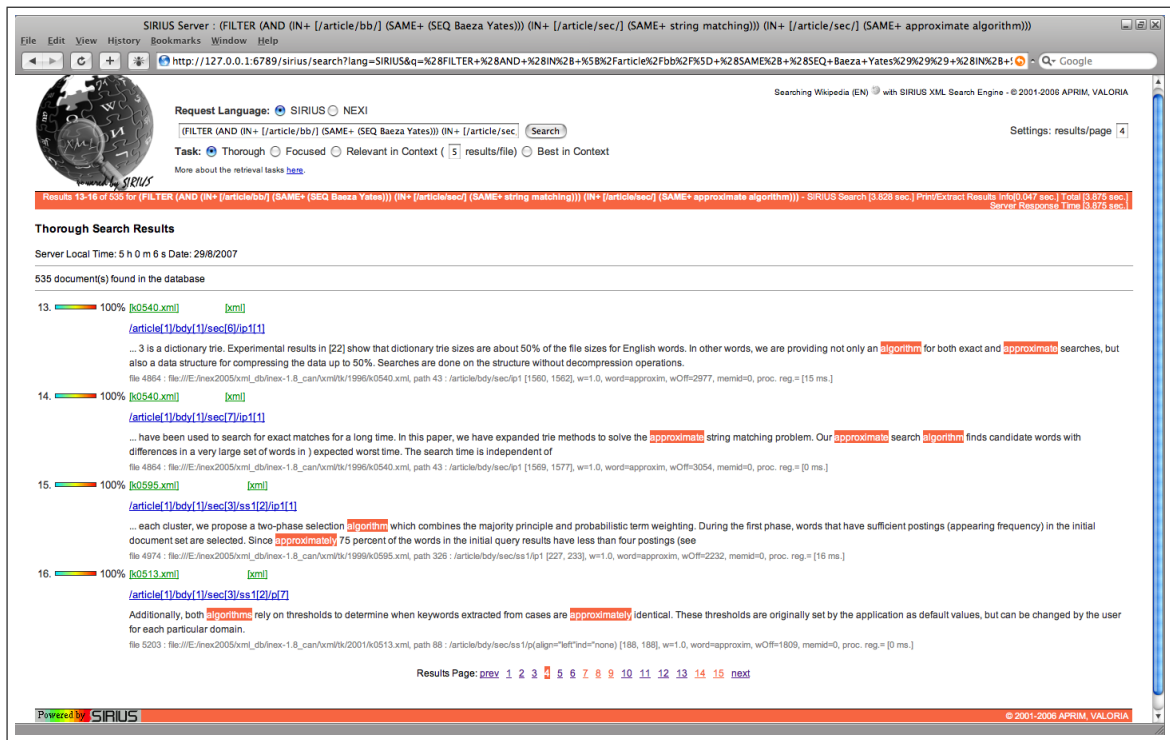 SIRIUS Server : (FILTER (AND (IN+ [/article/bb/] (SAME+ (SEQ Baeza Yates))) (IN+ [/article/sec/] (SAME+ string matching))) (IN+ [/article/sec/] (SAME+ approximate algorithm)))
File Edit View History Bookmarks Window Help
http://127.0.0.1:6789/sirius/search?lang=SIRIUS&q=%28FILTER+%28AND+%28IN%2B+%5B%2Farticle%2Fbb%2F%5D+%28SAME%2B+%28SEQ+Baeza+Yates%29%29%29+%28IN%2B+! Google
Searching Wikipedia (EN) with SIRIUS XML Search Engine - © 2001-2006 APRIM, VALORIA
Request Language: SIRIUS NEXI
(FILTER (AND (IN+ [/article/bb/] (SAME+ (SEQ Baeza Yates))) (IN+ [/article/sec Search Settings: results/page 4
Task: Thorough Focused Relevant in Context ( 5 results/file) Best in Context
More about the retrieval tasks here.
powered by SIRIUS
Results 13-16 of 535 for (FILTER (AND (IN+ [/article/bb/] (SAME+ (SEQ Baeza Yates))) (IN+ [/article/sec/] (SAME+ string matching))) (IN+ [/article/sec/] (SAME+ approximate algorithm))) - SIRIUS Search [3.828 sec.] Print/Extract Results Info[0.047 sec.] Total [3.875 sec.]
Server Response Time [3.875 sec.]
Thorough Search Results
Server Local Time: 5 h 0 m 6 s Date: 29/8/2007
535 document(s) found in the database
13. 100% [k0540.xml] [xml]
/article[1]/bdy[1]/sec[6]/ip1[1]
... 3 is a dictionary trie. Experimental results in [22] show that dictionary trie sizes are about 50% of the file sizes for English words. In other words, we are providing not only an algorithm for both exact and approximate searches, but
also a data structure for compressing the data up to 50%. Searches are done on the structure without decompression operations.
file 4864 : file:///E:/inex2005/xml_db/inex-1.8_can/\xml/tk/1996/k0540.xml, path 43 : /article/bdy/sec/ip1 [1560, 1562], w=1.0, word=approxim, wOff=2977, memid=0, proc. reg.= [15 ms.]
14. 100% [k0540.xml] [xml]
/article[1]/bdy[1]/sec[7]/ip1[1]
... have been used to search for exact matches for a long time. In this paper, we have expanded trie methods to solve the approximate string matching problem. Our approximate search algorithm finds candidate words with
differences in a very large set of words in ) expected worst time. The search time is independent of
file 4864 : file:///E:/inex2005/xml_db/inex-1.8_can/\xml/tk/1996/k0540.xml, path 43 : /article/bdy/sec/ip1 [1569, 1577], w=1.0, word=approxim, wOff=3054, memid=0, proc. reg.= [0 ms.]
15. 100% [k0595.xml] [xml]
/article[1]/bdy[1]/sec[3]/ss1[2]/ip1[1]
... each cluster, we propose a two-phase selection algorithm which combines the majority principle and probabilistic term weighting. During the first phase, words that have sufficient postings (appearing frequency) in the initial
document set are selected. Since approximately 75 percent of the words in the initial query results have less than four postings (see
file 4974 : file:///E:/inex2005/xml_db/inex-1.8_can/\xml/tk/1999/k0595.xml, path 326 : /article/bdy/sec/ss1/ip1 [227, 233], w=1.0, word=approxim, wOff=2232, memid=0, proc. reg.= [16 ms.]
16. 100% [k0513.xml] [xml]
/article[1]/bdy[1]/sec[3]/ss1[2]/p[7]
Additionally, both algorithms rely on thresholds to determine when keywords extracted from cases are approximately identical. These thresholds are originally set by the application as default values, but can be changed by the user
for each particular domain.
file 5203 : file:///E:/inex2005/xml_db/inex-1.8_can/\xml/tk/2001/k0513.xml, path 88 : /article/bdy/sec/ss1/p(align="left"ind="none) [188, 188], w=1.0, word=approxim, wOff=1809, memid=0, proc. reg.= [0 ms.]
Results Page: prev 1 2 3 4 5 6 7 8 9 10 11 12 13 14 15 next
Powered by SIRIUS © 2001-2006 APRIM, VALORIA